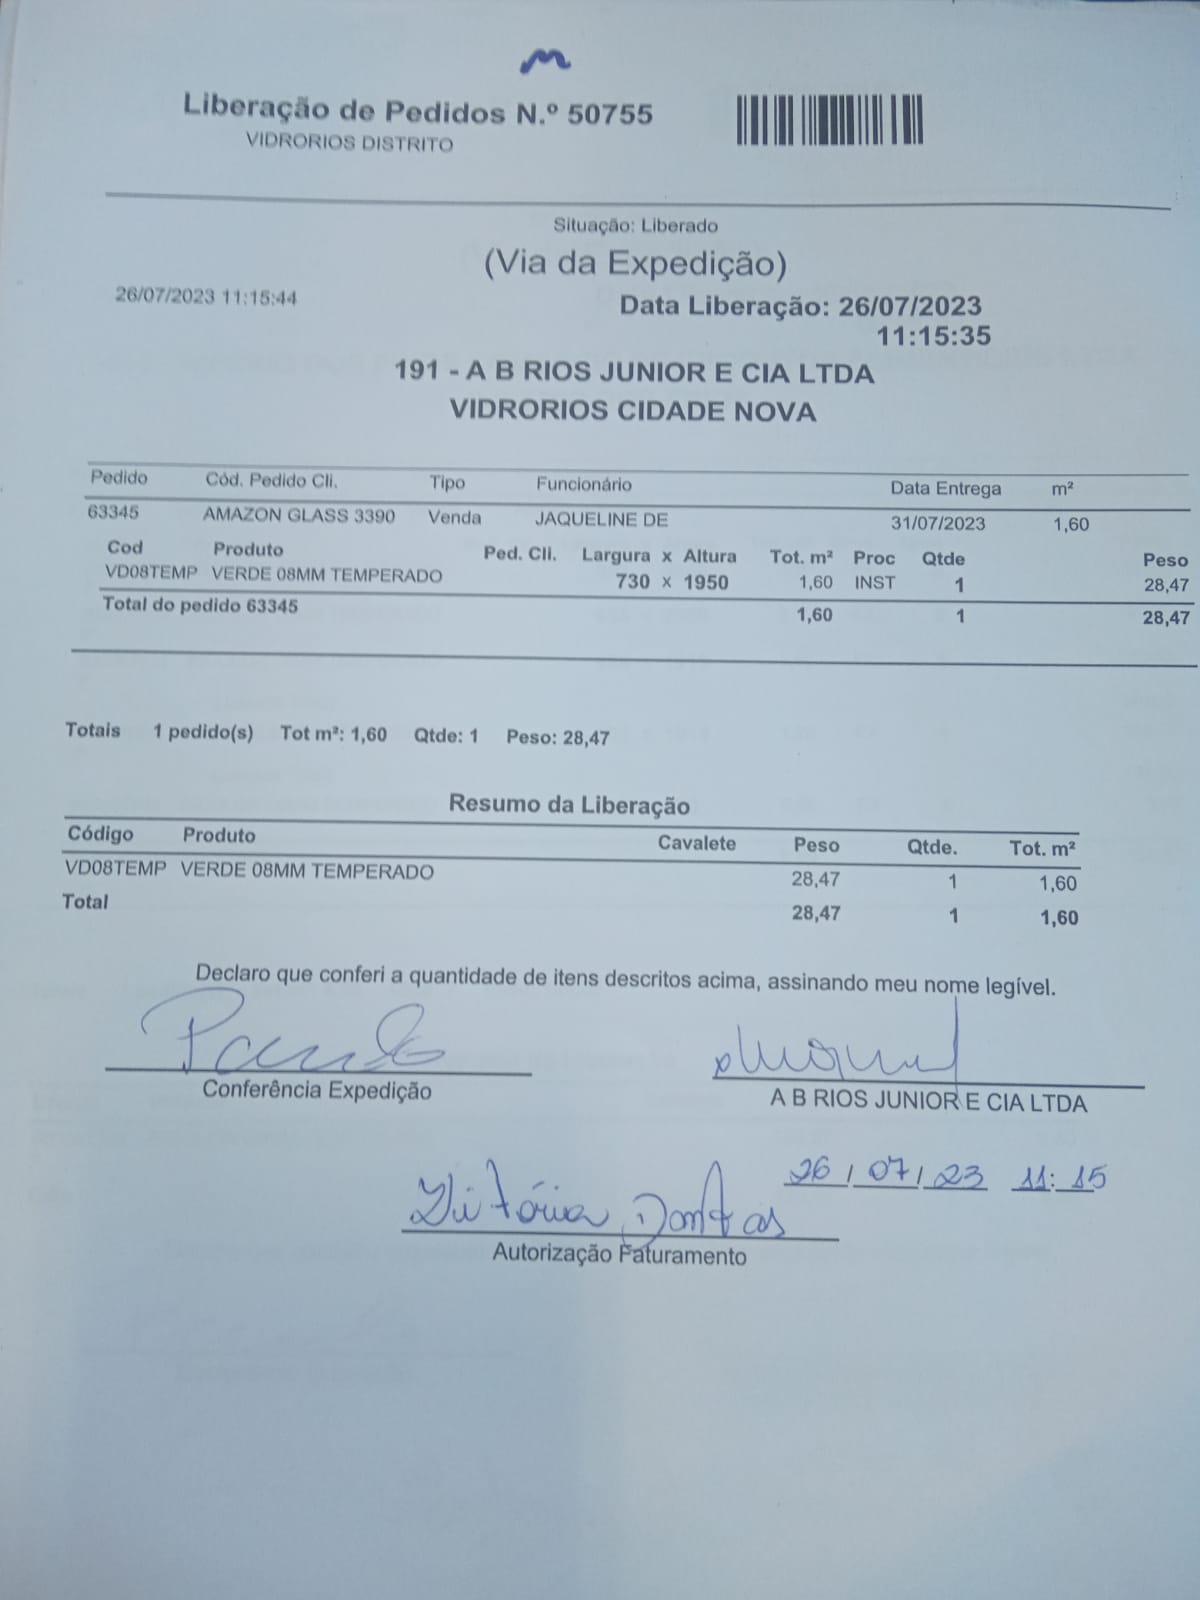 Liberação de Pedidos N.º 50755
VIDRORIOS DISTRITO
Situação: Liberado
(Via da Expedição)
26/07/2023 11:15:44
Data Liberação: 26/07/2023
11:15:35
191 - A B RIOS JUNIOR E CIA LTDA
VIDRORIOS CIDADE NOVA
Pedido Cód. Pedido Cli. Tipo Funcionário Data Entrega m²
63345 AMAZON GLASS 3390 Venda JAQUELINE DE 31/07/2023 1,60
Cod Produto Ped. Cli. Largura x Altura Tot. m² Proc Qtde Peso
VD08TEMP VERDE 08MM TEMPERADO 730 x 1950 1,60 INST 1 28,47
Total do pedido 63345 1,60 1 28,47
Totais 1 pedido(s) Tot m²: 1,60 Qtde: 1 Peso: 28,47
Resumo da Liberação
Código Produto Cavalete Peso Qtde. Tot. m²
VD08TEMP VERDE 08MM TEMPERADO 28,47 1 1,60
Total 28,47 1 1,60
Declaro que conferi a quantidade de itens descritos acima, assinando meu nome legível.
Conferência Expedição
A B RIOS JUNIOR E CIA LTDA
26/07/23 11:15
Vitória Dantas
Autorização Faturamento